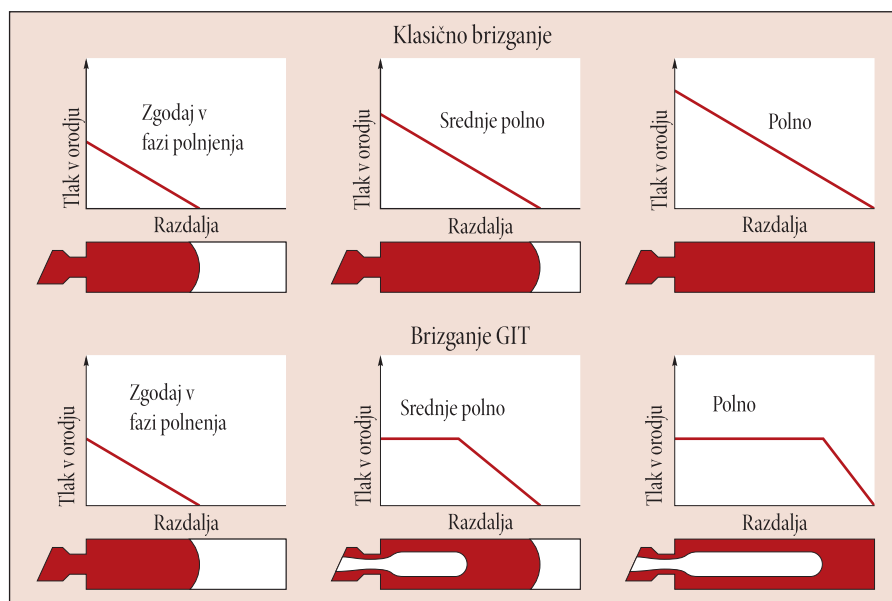 Klasično brizganje
Tlak v orodju
Zgodaj v
fazi polnjenja
Razdalja
Tlak v orodju
Srednje polno
Razdalja
Tlak v orodju
Polno
Razdalja
Brizganje GIT
Tlak v orodju
Zgodaj v
fazi polnenja
Razdalja
Tlak v orodju
Srednje polno
Razdalja
Tlak v orodju
Polno
Razdalja